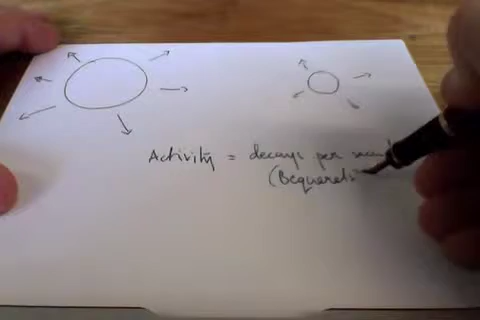 Activity = decays per
(Bequerels